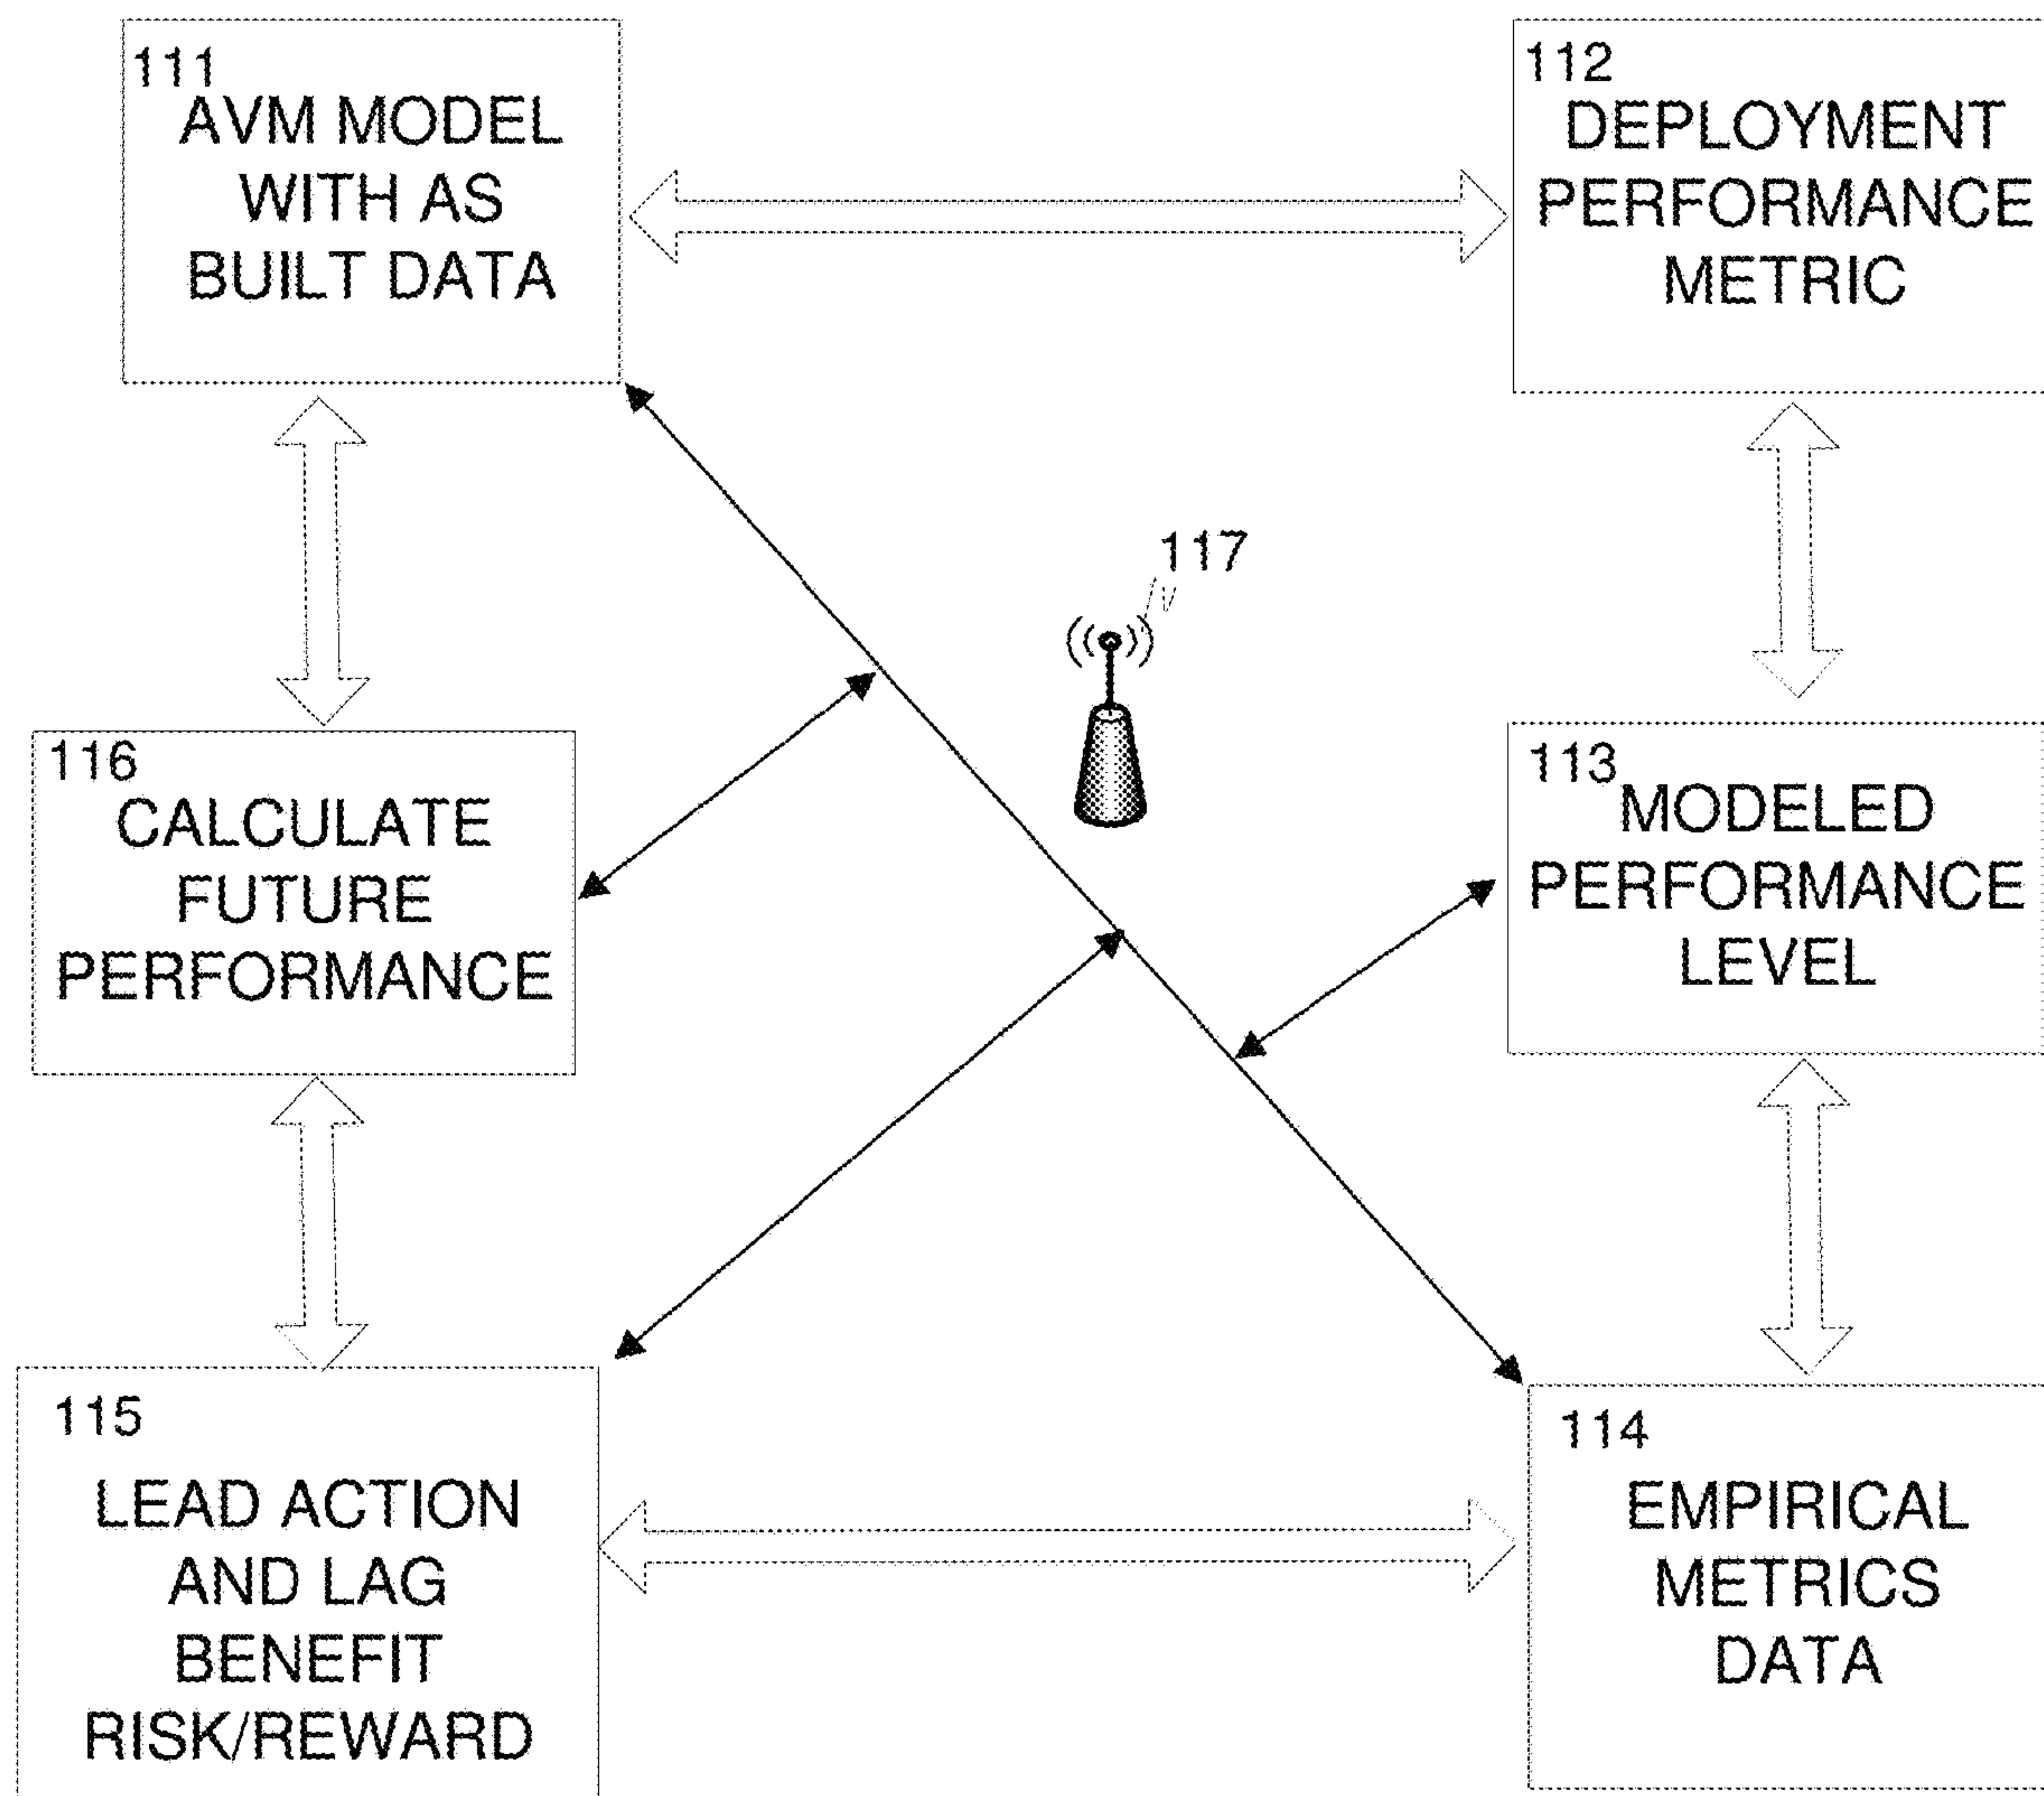 111
AVM MODEL
WITH AS
BUILT DATA
112
DEPLOYMENT
PERFORMANCE
METRIC
117
116
CALCULATE
FUTURE
PERFORMANCE
113
MODELED
PERFORMANCE
LEVEL
115
LEAD ACTION
AND LAG
BENEFIT
RISK/REWARD
114
EMPIRICAL
METRICS
DATA